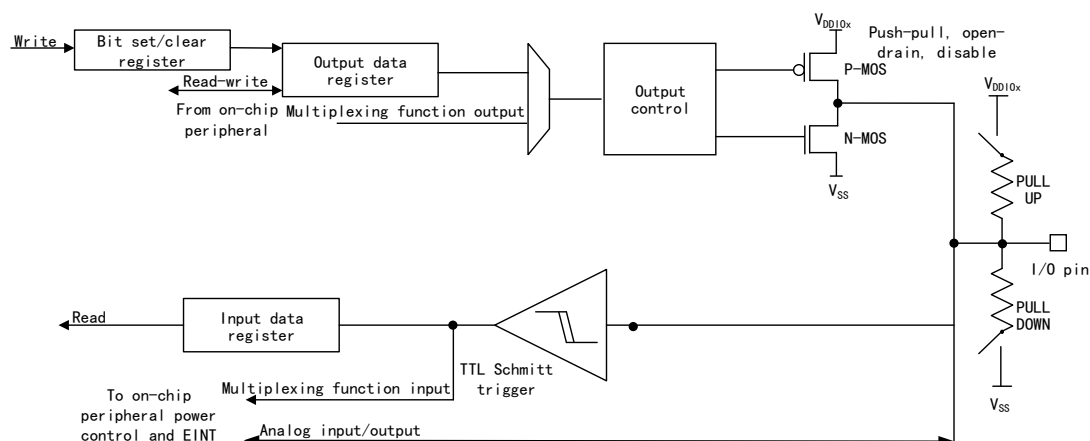 Write
Bit set/clear
register
Read-write
Output data
register
From on-chip
peripheral
Multiplexing function output
Output
control
VDDIOx
Push-pull, open-
drain, disable
P-MOS
N-MOS
VSS
VDDIOx
PULL
UP
I/O pin
PULL
DOWN
VSS
Read
Input data
register
TTL Schmitt
trigger
Multiplexing function input
To on-chip
peripheral power
control and EINT
Analog input/output